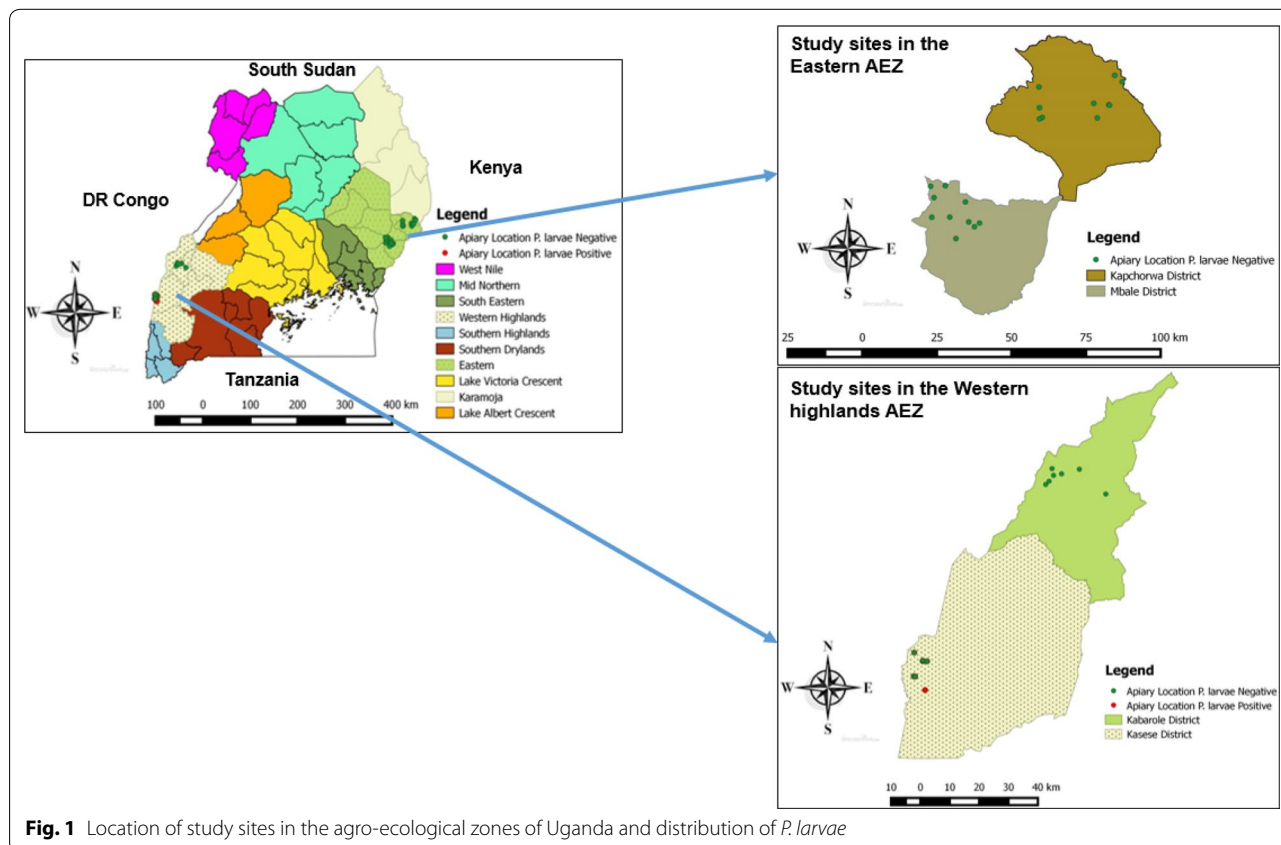 South Sudan
Kenya
DR Congo
Tanzania
N
W E
S
Legend
Apiary Location P. larvae Negative
Apiary Location P. larvae Positive
West Nile
Mid Northern
South Eastern
Western Highlands
Southern Highlands
Southern Drylands
Eastern
Lake Victoria Crescent
Karamoja
Lake Albert Crescent
100 0 100 200 300 400 km
Study sites in the
Eastern AEZ
N
W E
S
Legend
Apiary Location P. larvae Negative
Kapchorwa District
Mbale District
25 0 25 50 75 100 km
Study sites in the Western
highlands AEZ
N
W E
S
Legend
Apiary Location P. larvae Negative
Apiary Location P. larvae Positive
Kabarole District
Kasese District
10 0 10 20 30 40 km
Fig. 1 Location of study sites in the agro-ecological zones of Uganda and distribution of P. larvae